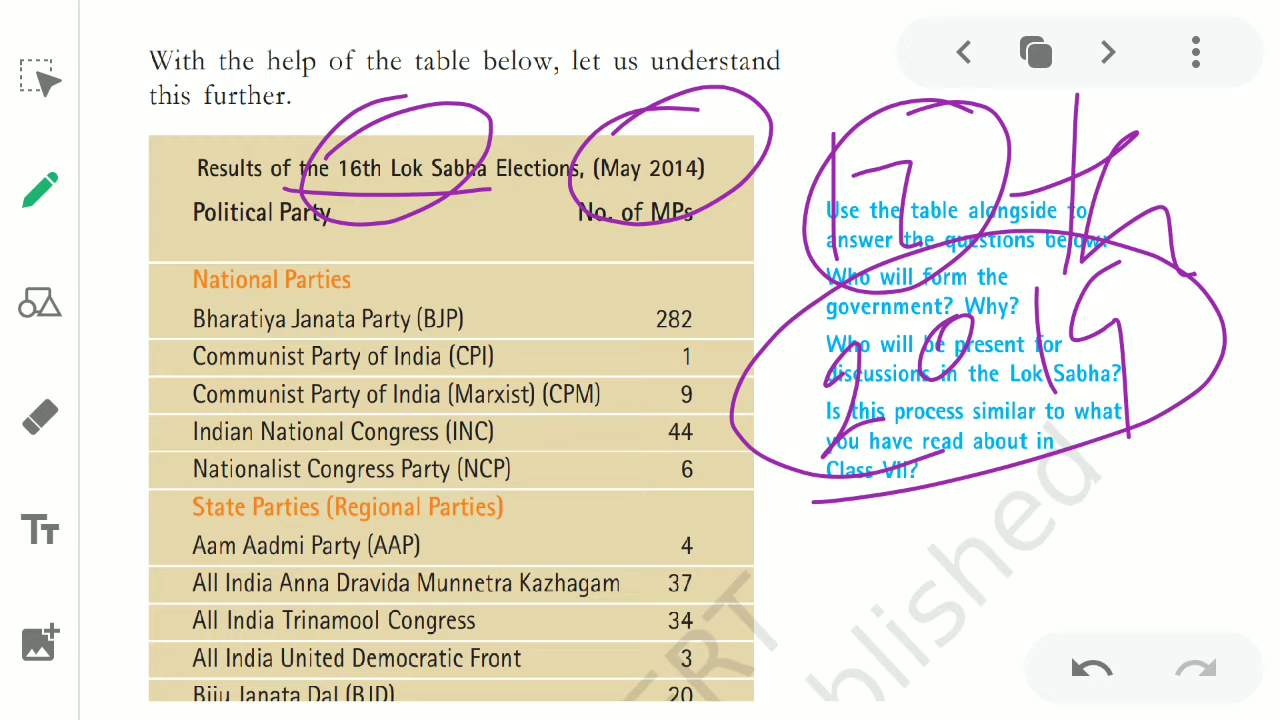 With the help of the table below, let us understand
this further.
Results of the 16th Lok Sabha Elections, (May 2014)
Political Party No. of MPs
National Parties
Bharatiya Janata Party (BJP) 282
Communist Party of India (CPI) 1
Communist Party of India (Marxist) (CPM) 9
Indian National Congress (INC) 44
Nationalist Congress Party (NCP) 6
State Parties (Regional Parties)
Aam Aadmi Party (AAP) 4
All India Anna Dravida Munnetra Kazhagam 37
All India Trinamool Congress 34
All India United Democratic Front 3
Biju Janata Dal (BJD) 20
17
Use the table alongside to
answer the questions below:
Who will form the
government? Why?
Who will be present for
discussions in the Lok Sabha?
Is this process similar to what
you have read about in
Class VII?
2019
Tт
blished